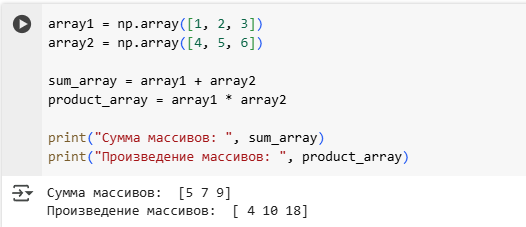 array1 = np.array([1, 2, 3])
array2 = np.array([4, 5, 6])
sum_array = array1 + array2
product_array = array1 * array2
print("Сумма массивов: ", sum_array)
print("Произведение массивов: ", product_array)
Сумма массивов:  [5 7 9]
Произведение массивов:  [ 4 10 18]